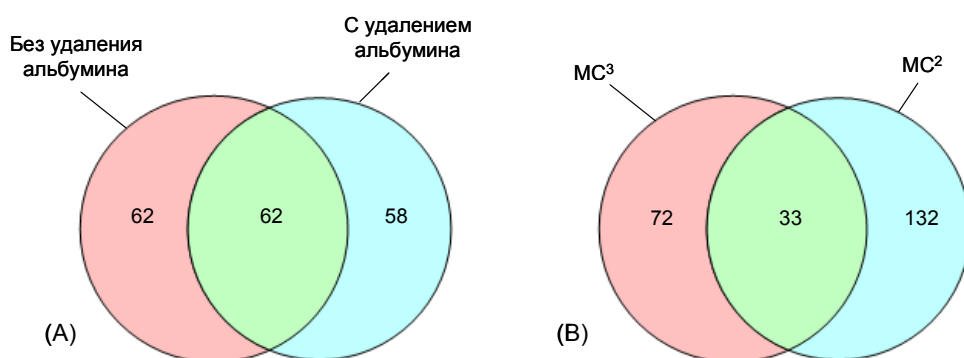 Без удаления
альбумина
С удалением
альбумина
62
62
58
(А)
МС³
МС²
72
33
132
(В)